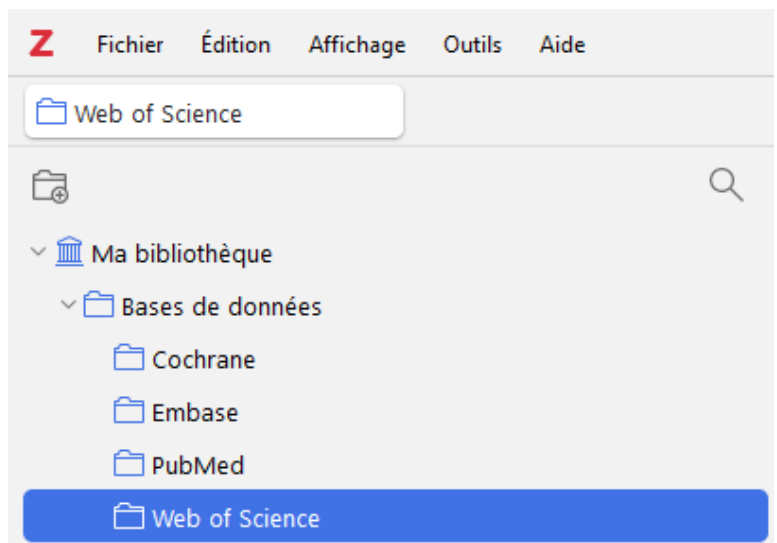 Z Fichier Édition Affichage Outils Aide
Web of Science
Ma bibliothèque
Bases de données
Cochrane
Embase
PubMed
Web of Science